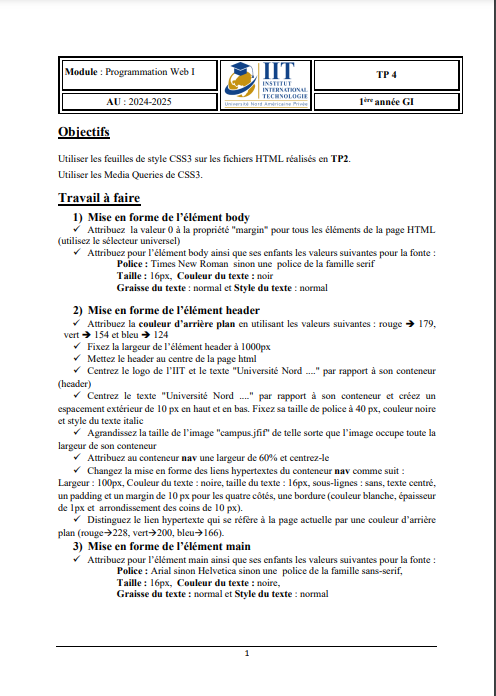 Module : Programmation Web I
IIT
INSTITUT
INTERNATIONAL
TECHNOLOGIE
Université Nord Américaine Privée
TP 4
AU : 2024-2025
1ère année GI
Objectifs
Utiliser les feuilles de style CSS3 sur les fichiers HTML réalisés en TP2.
Utiliser les Media Queries de CSS3.
Travail à faire
1) Mise en forme de l'élément body
✓ Attribuez la valeur 0 à la propriété "margin" pour tous les éléments de la page HTML
(utilisez le sélecteur universel)
✓ Attribuez pour l'élément body ainsi que ses enfants les valeurs suivantes pour la fonte :
Police : Times New Roman sinon une police de la famille serif
Taille : 16px, Couleur du texte : noir
Graisse du texte : normal et Style du texte : normal
2) Mise en forme de l'élément header
✓ Attribuez la couleur d'arrière plan en utilisant les valeurs suivantes : rouge ➔ 179,
vert ➔ 154 et bleu ➔ 124
✓ Fixez la largeur de l'élément header à 1000px
✓ Mettez le header au centre de la page html
✓ Centrez le logo de l'IIT et le texte "Université Nord ...." par rapport à son conteneur
(header)
✓ Centrez le texte "Université Nord ...." par rapport à son conteneur et créez un
espacement extérieur de 10 px en haut et en bas. Fixez sa taille de police à 40 px, couleur noire
et style du texte italic
✓ Agrandissez la taille de l'image "campus.jfif" de telle sorte que l'image occupe toute la
largeur de son conteneur
✓ Attribuez au conteneur nav une largeur de 60% et centrez-le
✓ Changez la mise en forme des liens hypertextes du conteneur nav comme suit :
Largeur : 100px, Couleur du texte : noire, taille du texte : 16px, sous-lignes : sans, texte centré,
un padding et un margin de 10 px pour les quatre côtés, une bordure (couleur blanche, épaisseur
de 1px et arrondissement des coins de 10 px).
✓ Distinguez le lien hypertexte qui se réfère à la page actuelle par une couleur d'arrière
plan (rouge➔228, vert➔200, bleu➔166).
3) Mise en forme de l'élément main
✓ Attribuez pour l'élément main ainsi que ses enfants les valeurs suivantes pour la fonte :
Police : Arial sinon Helvetica sinon une police de la famille sans-serif,
Taille : 16px, Couleur du texte : noire,
Graisse du texte : normal et Style du texte : normal
1